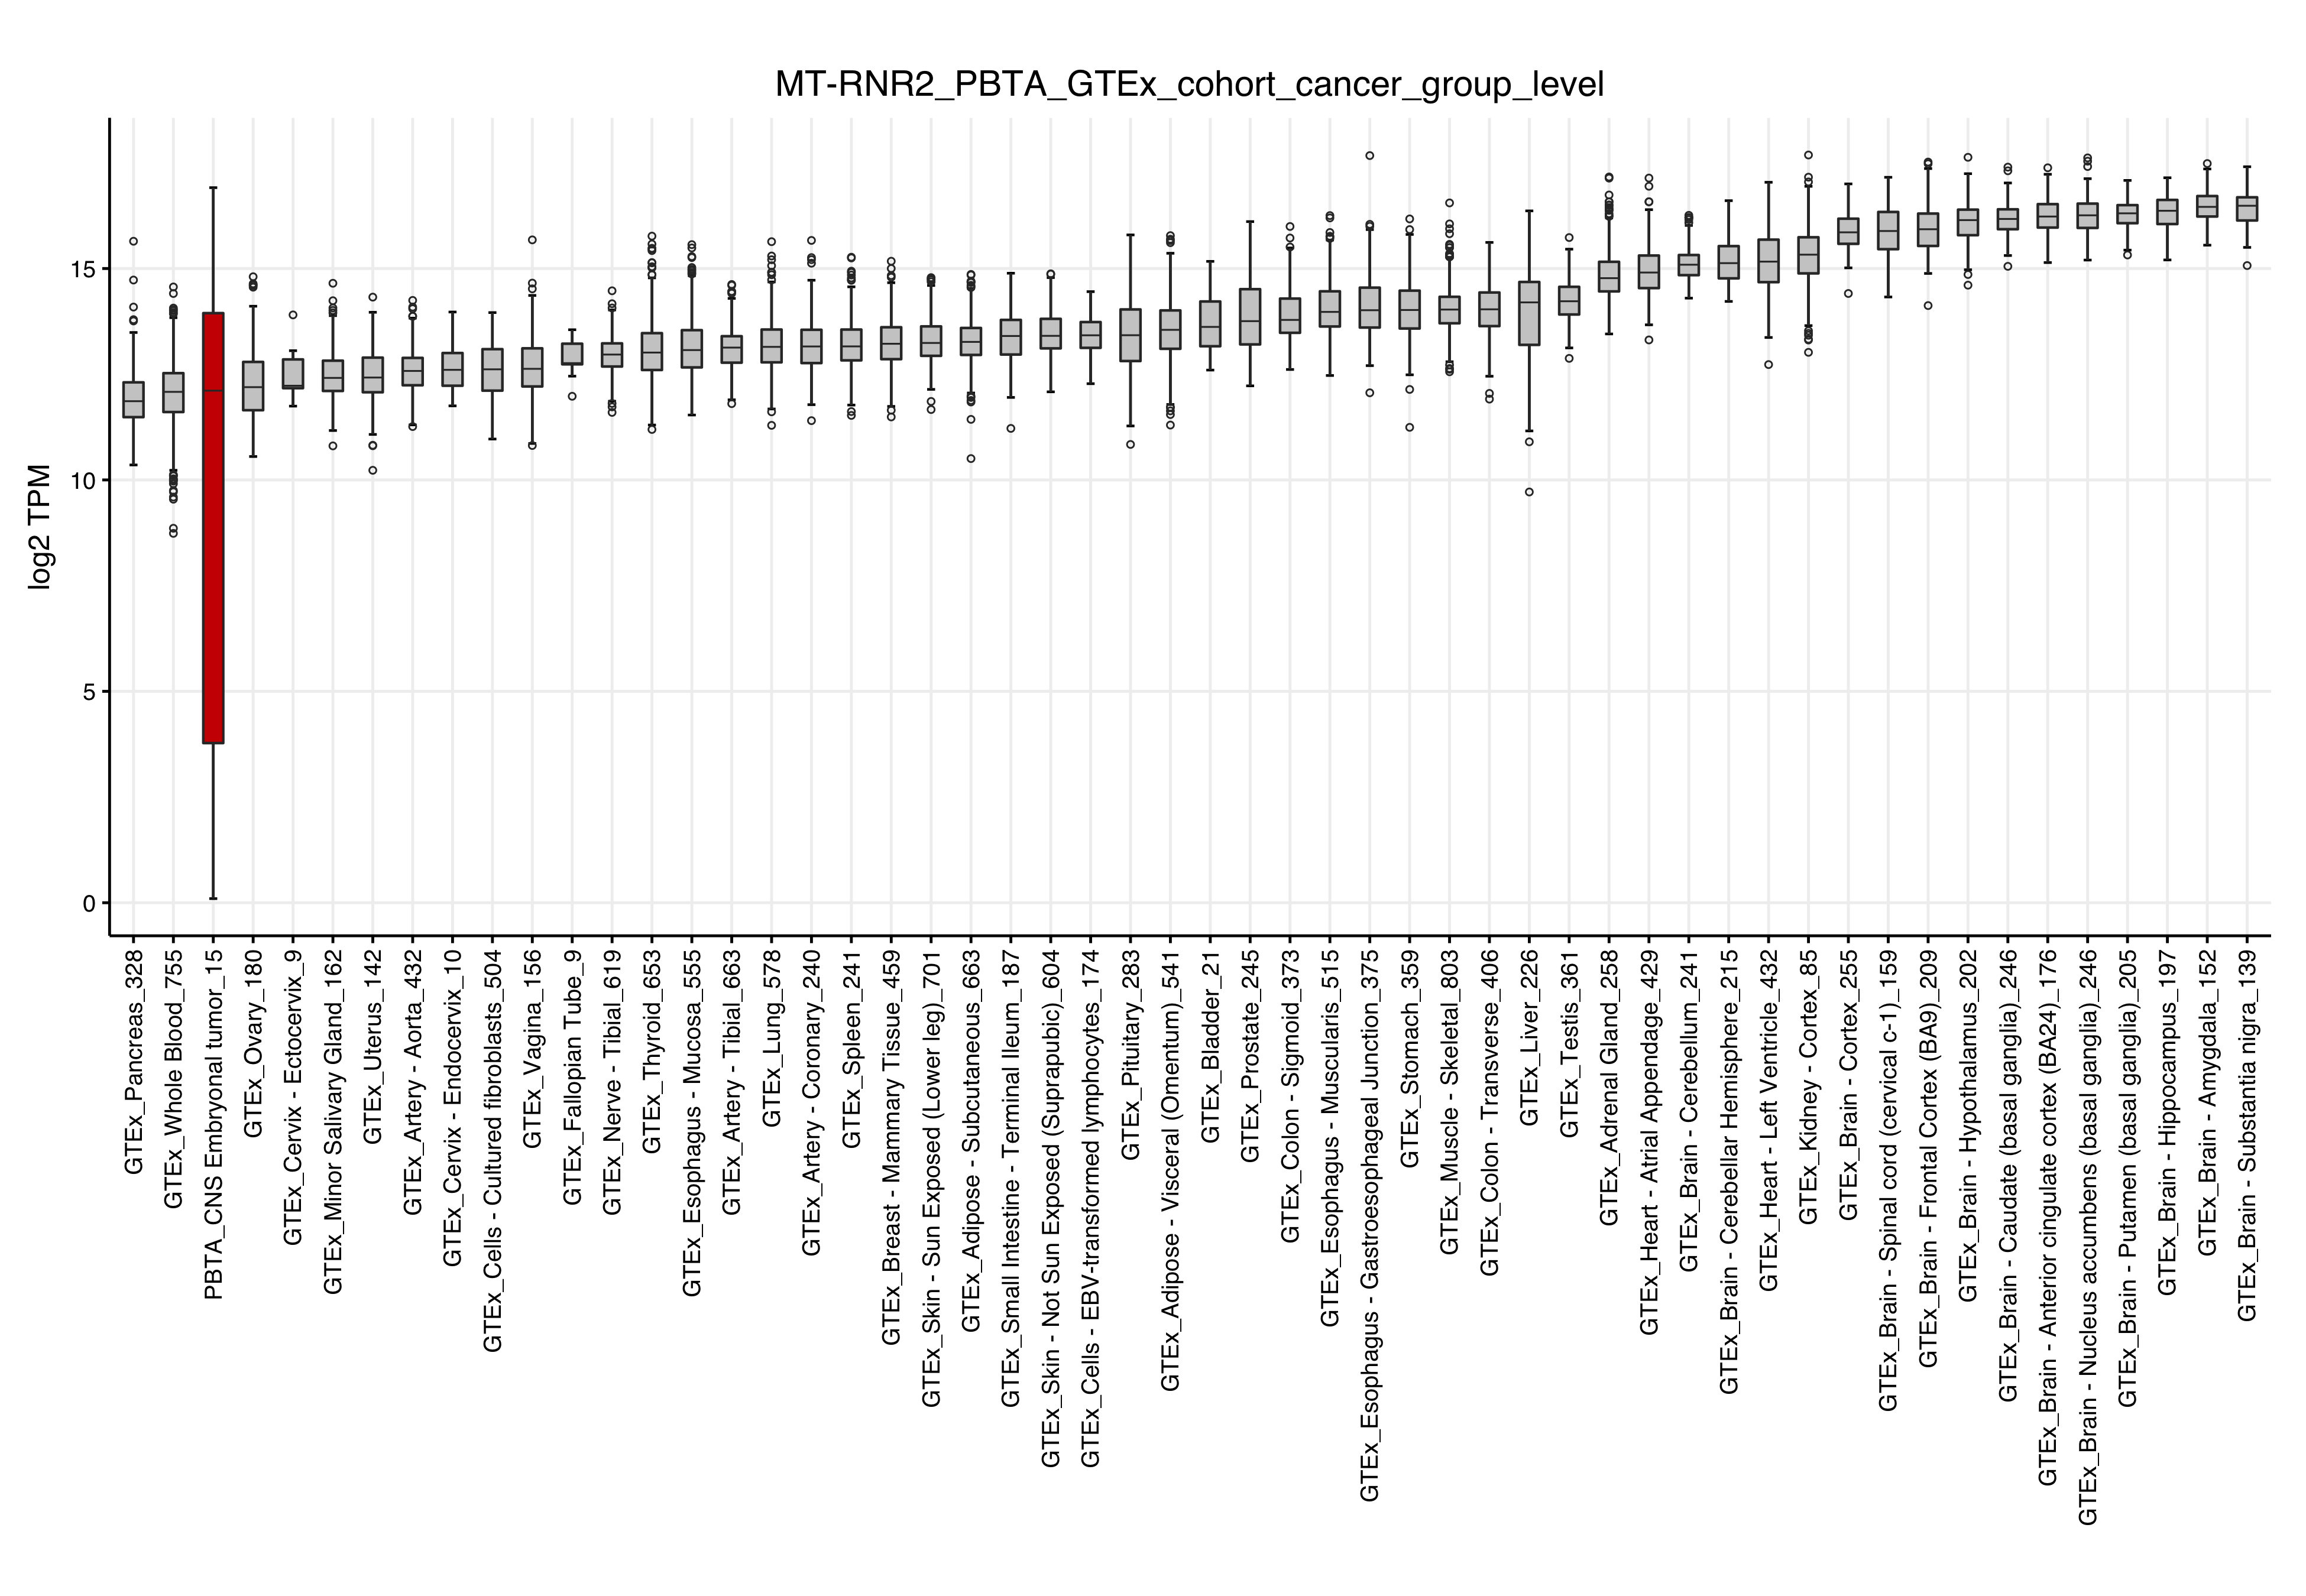 MT-RNR2_PBTA_GTEx_cohort_cancer_group_level
log2 TPM
15
10
5
0
GTEx_Pancreas_328
GTEx_Whole Blood_755
PBTA_CNS Embryonal tumor_15
GTEx_Ovary_180
GTEx_Cervix - Ectocervix_9
GTEx_Minor Salivary Gland_162
GTEx_Uterus_142
GTEx_Artery - Aorta_432
GTEx_Cervix - Endocervix_10
GTEx_Cells - Cultured fibroblasts_504
GTEx_Vagina_156
GTEx_Fallopian Tube_9
GTEx_Nerve - Tibial_619
GTEx_Thyroid_653
GTEx_Esophagus - Mucosa_555
GTEx_Artery - Tibial_663
GTEx_Lung_578
GTEx_Artery - Coronary_240
GTEx_Spleen_241
GTEx_Breast - Mammary Tissue_459
GTEx_Skin - Sun Exposed (Lower leg)_701
GTEx_Adipose - Subcutaneous_663
GTEx_Small Intestine - Terminal Ileum_187
GTEx_Skin - Not Sun Exposed (Suprapubic)_604
GTEx_Cells - EBV-transformed lymphocytes_174
GTEx_Pituitary_283
GTEx_Adipose - Visceral (Omentum)_541
GTEx_Bladder_21
GTEx_Prostate_245
GTEx_Colon - Sigmoid_373
GTEx_Esophagus - Muscularis_515
GTEx_Esophagus - Gastroesophageal Junction_375
GTEx_Stomach_359
GTEx_Muscle - Skeletal_803
GTEx_Colon - Transverse_406
GTEx_Liver_226
GTEx_Testis_361
GTEx_Adrenal Gland_258
GTEx_Heart - Atrial Appendage_429
GTEx_Brain - Cerebellum_241
GTEx_Brain - Cerebellar Hemisphere_215
GTEx_Heart - Left Ventricle_432
GTEx_Kidney - Cortex_85
GTEx_Brain - Cortex_255
GTEx_Brain - Spinal cord (cervical c-1)_159
GTEx_Brain - Frontal Cortex (BA9)_209
GTEx_Brain - Hypothalamus_202
GTEx_Brain - Caudate (basal ganglia)_246
GTEx_Brain - Anterior cingulate cortex (BA24)_176
GTEx_Brain - Nucleus accumbens (basal ganglia)_246
GTEx_Brain - Putamen (basal ganglia)_205
GTEx_Brain - Hippocampus_197
GTEx_Brain - Amygdala_152
GTEx_Brain - Substantia nigra_139